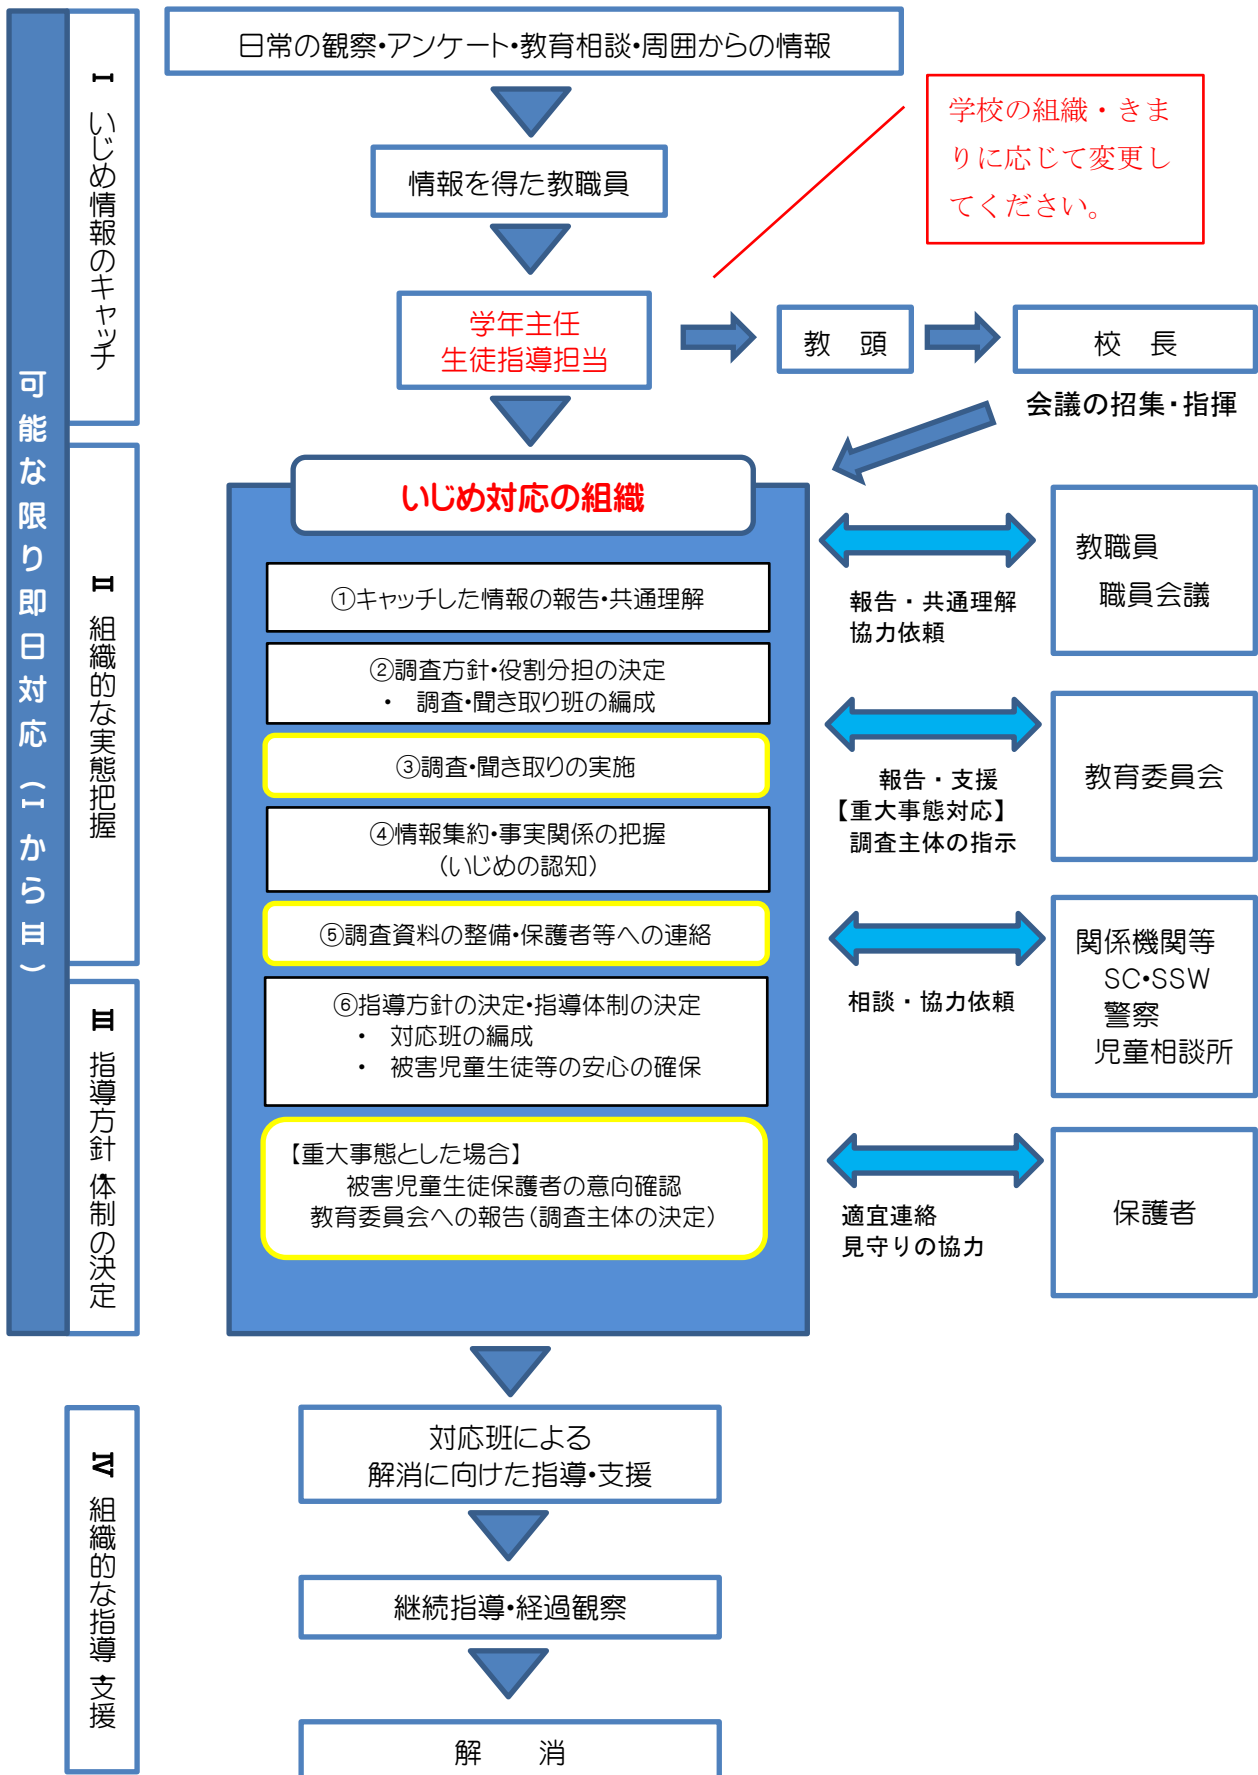 日常の観察・アンケート・教育相談・周囲からの情報
情報を得た教職員
学校の組織・きま
りに応じて変更し
てください。
学年主任
生徒指導担当
教　頭
校　長
会議の招集・指揮
可能な限り即日対応（ⅠからⅢ）
Ⅰ　いじめ情報のキャッチ
Ⅱ　組織的な実態把握
Ⅲ　指導方針・体制の決定
Ⅳ　組織的な指導・支援
いじめ対応の組織
①キャッチした情報の報告・共通理解
②調査方針・役割分担の決定
・　調査・聞き取り班の編成
③調査・聞き取りの実施
④情報集約・事実関係の把握
（いじめの認知）
⑤調査資料の整備・保護者等への連絡
⑥指導方針の決定・指導体制の決定
・　対応班の編成
・　被害児童生徒等の安心の確保
【重大事態とした場合】
被害児童生徒保護者の意向確認
教育委員会への報告（調査主体の決定）
報告・共通理解
協力依頼
教職員
職員会議
報告・支援
【重大事態対応】
調査主体の指示
教育委員会
相談・協力依頼
関係機関等
SC・SSW
警察
児童相談所
適宜連絡
見守りの協力
保護者
対応班による
解消に向けた指導・支援
継続指導・経過観察
解　　消